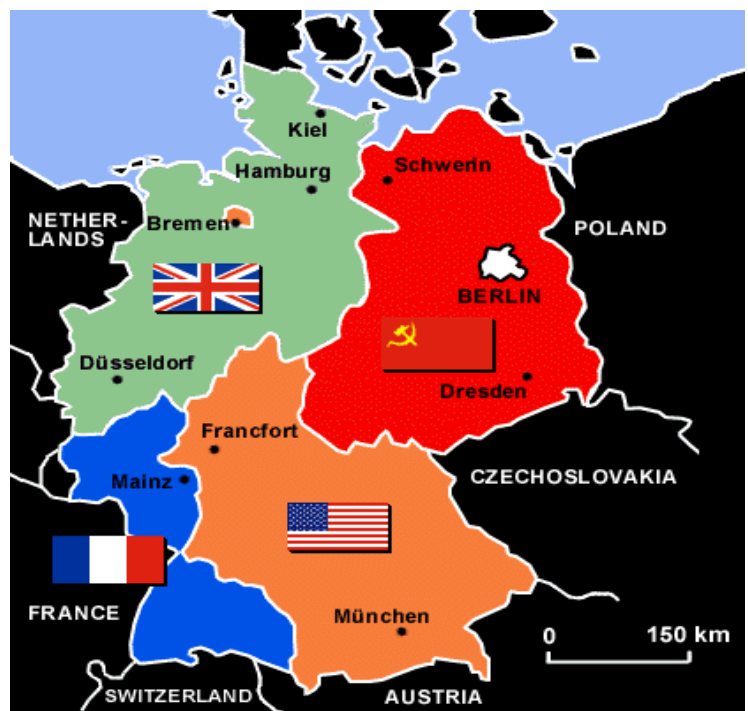 Kiel
Schwerin
Hamburg
NETHER-
LANDS
Bremen
POLAND
BERLIN
Düsseldorf
Dresden
Francfort
Mainz
CZECHOSLOVAKIA
FRANCE
München
0 150 km
SWITZERLAND
AUSTRIA